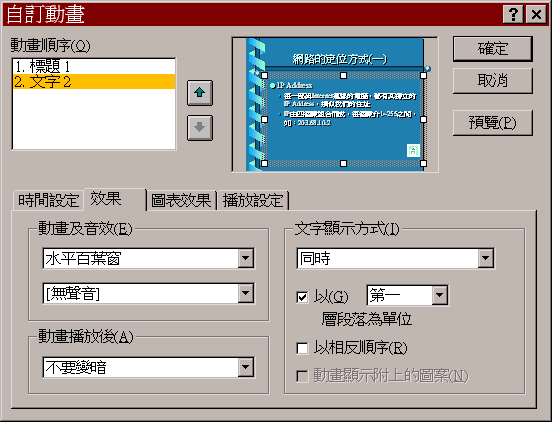 自訂動畫
動畫順序(O)
1. 標題 1
2. 文字 2
網路的定位方式(一)
IP Address
確定
取消
預覽(P)
時間設定
效果
圖表效果
播放設定
動畫及音效(E)
水平百葉窗
[無聲音]
動畫播放後(A)
不要變暗
文字顯示方式(I)
同時
以(G)
第一
層段落為單位
以相反順序(R)
動畫顯示附上的圖案(N)